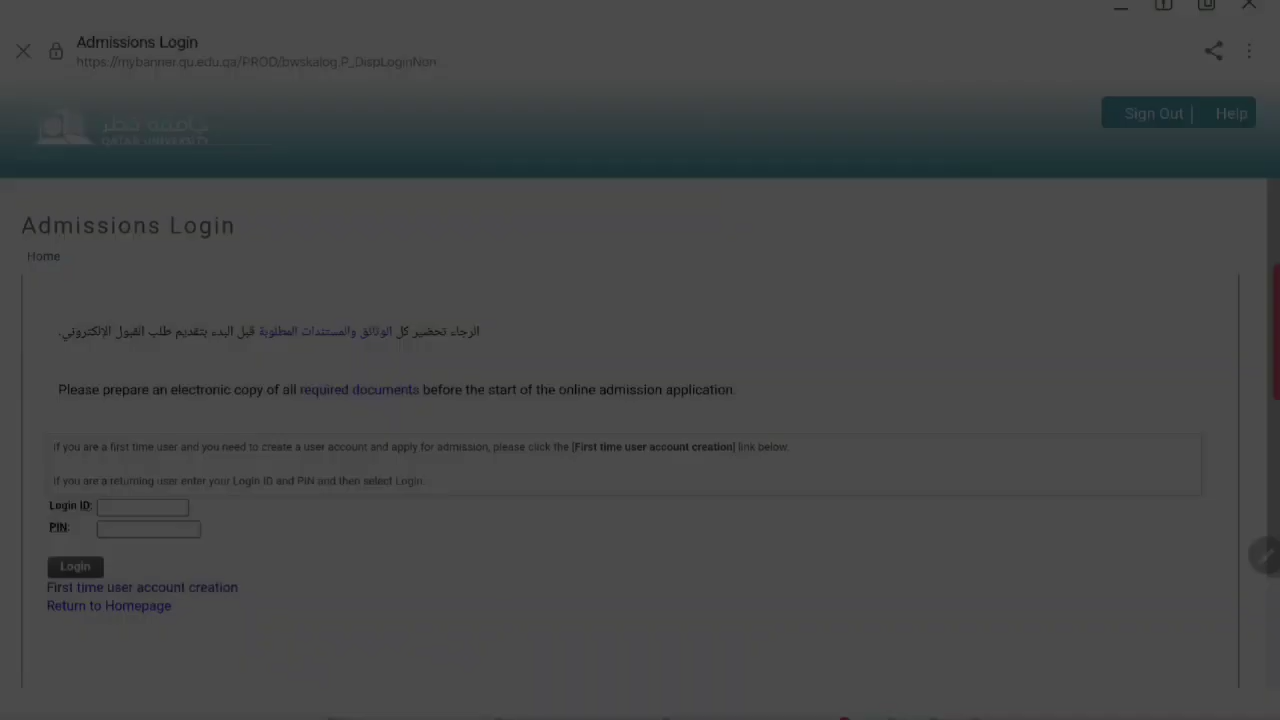 Admissions Login
https://mybanner.qu.edu.qa/PROD/bwskalog.P_DispLoginNon
جامعة قطر
QATAR UNIVERSITY
Sign Out | Help
Admissions Login
Home
الرجاء تحضير كل الوثائق والمستندات المطلوبة قبل البدء بتقديم طلب القبول الإلكتروني.
Please prepare an electronic copy of all required documents before the start of the online admission application.
If you are a first time user and you need to create a user account and apply for admission, please click the [First time user account creation] link below.
If you are a returning user enter your Login ID and PIN and then select Login.
Login ID:
PIN:
Login
First time user account creation
Return to Homepage